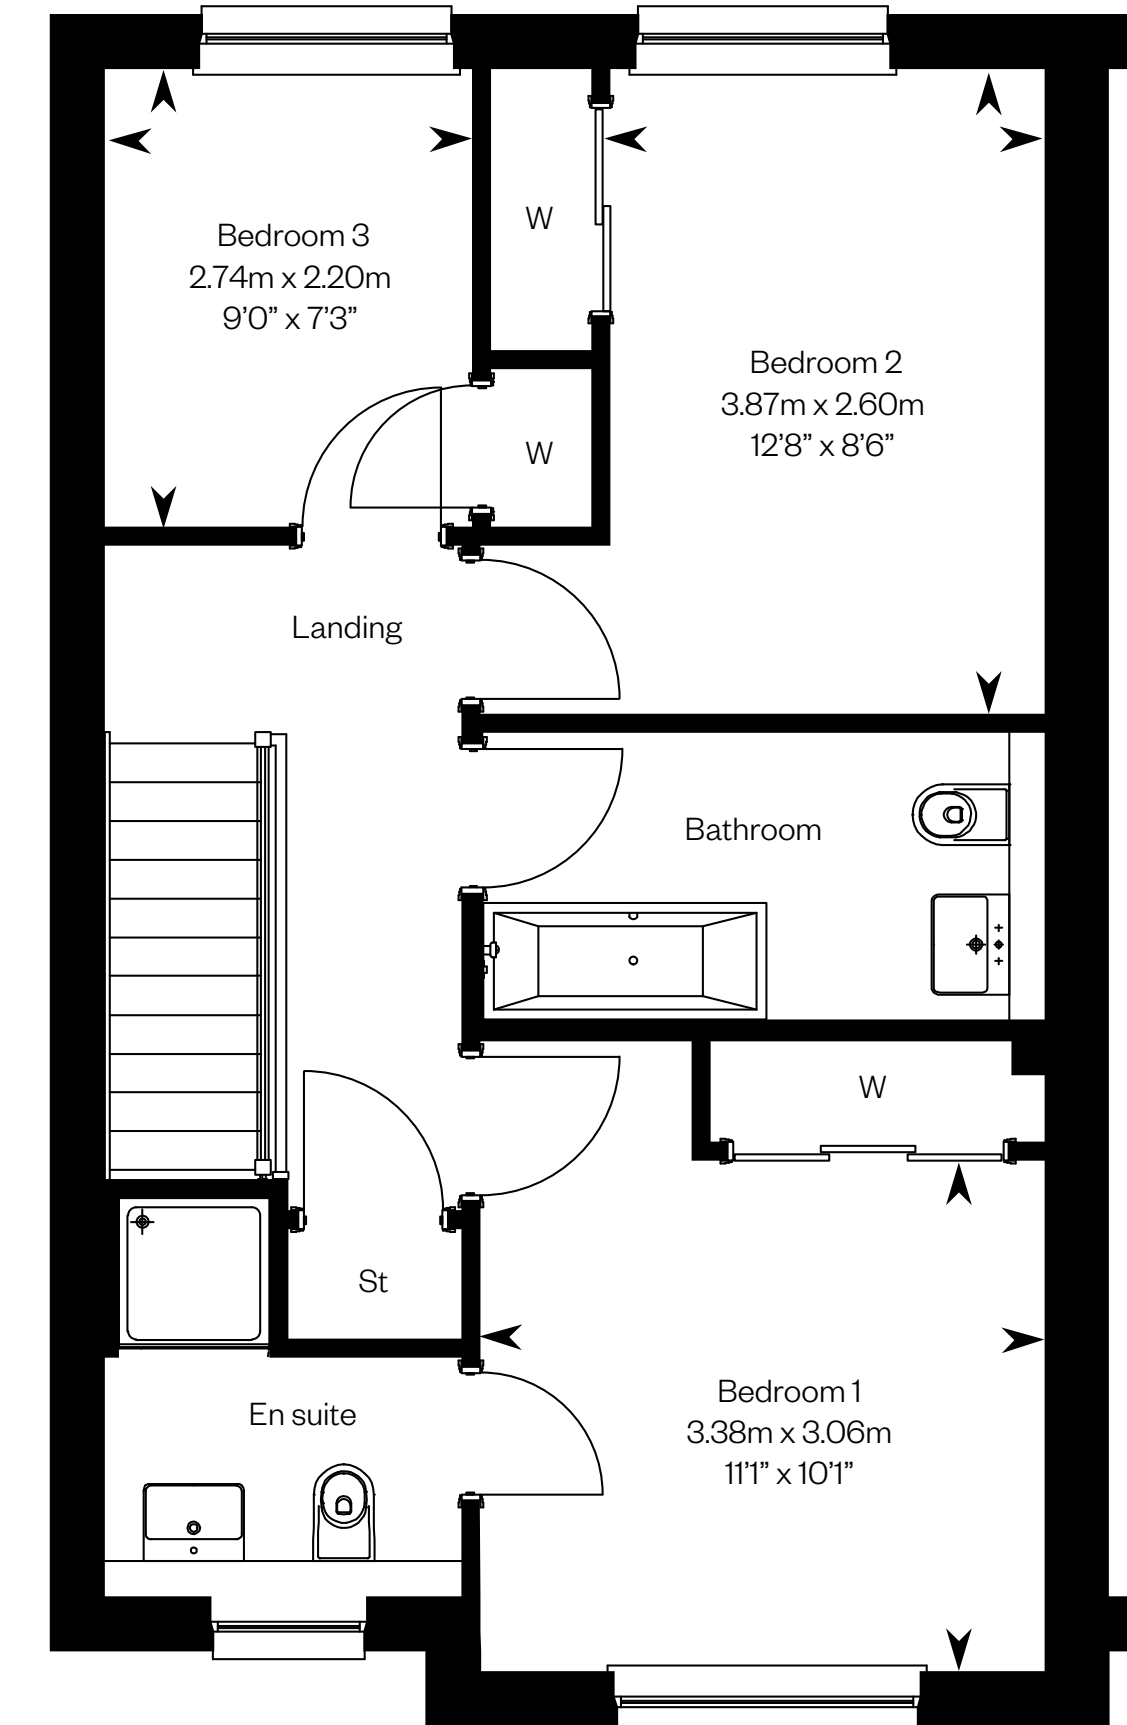 Bedroom 3
2.74m x 2.20m
9’0” x 7’3”
W
Bedroom 2
3.87m x 2.60m
12’8” x 8’6”
W
Landing
Bathroom
W
St
Bedroom 1
3.38m x 3.06m
11’1” x 10’1”
En suite